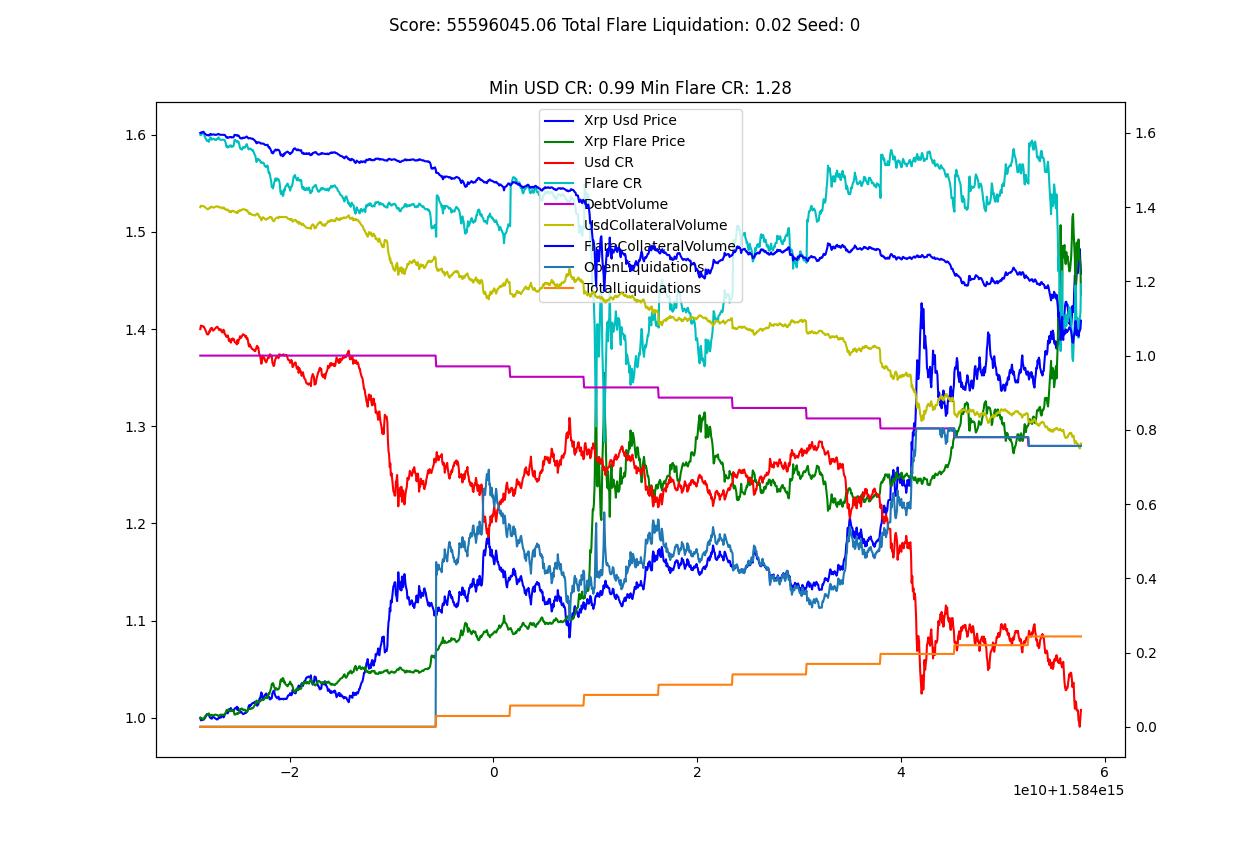 Score: 55596045.06 Total Flare Liquidation: 0.02 Seed: 0
Min USD CR: 0.99 Min Flare CR: 1.28
Xrp Usd Price
Xrp Flare Price
Usd CR
Flare CR
DebtVolume
UsdCollateralVolume
FlareCollateralVolume
OpenLiquidations
TotalLiquidations
1.6
1.5
1.4
1.3
1.2
1.1
1.0
1.6
1.4
1.2
1.0
0.8
0.6
0.4
0.2
0.0
−2
0
2
4
6
1e10+1.584e15